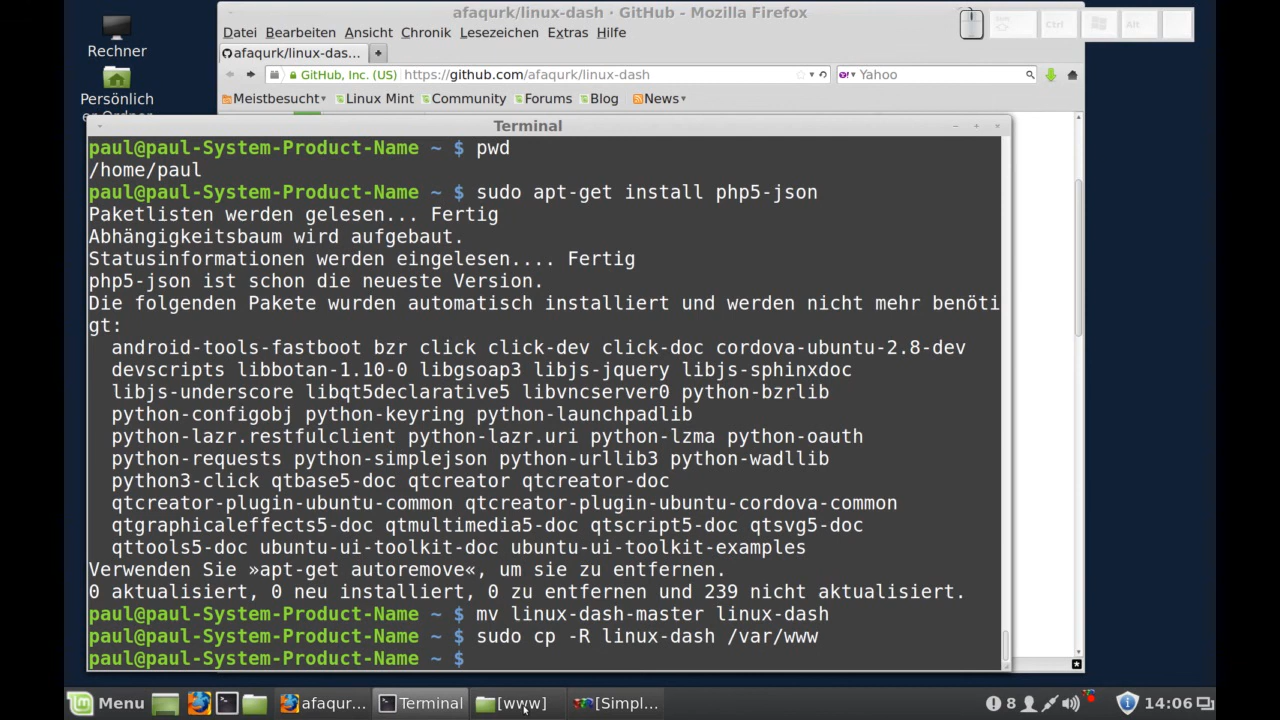 afaqurk/linux-dash · GitHub - Mozilla Firefox
Rechner
Persönlich
Datei Bearbeiten Ansicht Chronik Lesezeichen Extras Hilfe
Ctrl
Alt
afaqurk/linux-das...
GitHub, Inc. (US) https://github.com/afaqurk/linux-dash
Yahoo
Meistbesucht Linux Mint Community Forums Blog News
Terminal
paul@paul-System-Product-Name ~ $ pwd
/home/paul
paul@paul-System-Product-Name ~ $ sudo apt-get install php5-json
Paketlisten werden gelesen... Fertig
Abhängigkeitsbaum wird aufgebaut.
Statusinformationen werden eingelesen.... Fertig
php5-json ist schon die neueste Version.
Die folgenden Pakete wurden automatisch installiert und werden nicht mehr benöti
gt:
android-tools-fastboot bzr click click-dev click-doc cordova-ubuntu-2.8-dev
devscripts libbotan-1.10-0 libgsoap3 libjs-jquery libjs-sphinxdoc
libjs-underscore libqt5declarative5 libvncserver0 python-bzrlib
python-configobj python-keyring python-launchpadlib
python-lazr.restfulclient python-lazr.uri python-lzma python-oauth
python-requests python-simplejson python-urllib3 python-wadllib
python3-click qtbase5-doc qtcreator qtcreator-doc
qtcreator-plugin-ubuntu-common qtcreator-plugin-ubuntu-cordova-common
qtgraphicaleffects5-doc qtmultimedia5-doc qtscript5-doc qtsvg5-doc
qttools5-doc ubuntu-ui-toolkit-doc ubuntu-ui-toolkit-examples
Verwenden Sie »apt-get autoremove«, um sie zu entfernen.
0 aktualisiert, 0 neu installiert, 0 zu entfernen und 239 nicht aktualisiert.
paul@paul-System-Product-Name ~ $ mv linux-dash-master linux-dash
paul@paul-System-Product-Name ~ $ sudo cp -R linux-dash /var/www
paul@paul-System-Product-Name ~ $
Menu afaqur... Terminal [www] [Simpl... 8 14:06